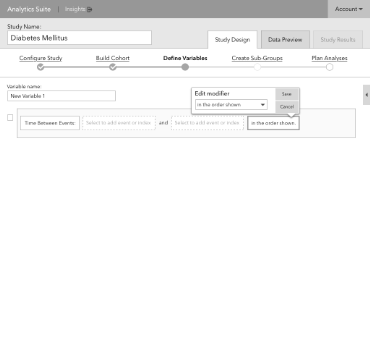 Analytics Suite | Insights
Account
Study Name:
Diabetes Mellitus
Study Design
Data Preview
Study Results
Configure Study
Build Cohort
Define Variables
Create Sub-Groups
Plan Analyses
Variable name:
New Variable 1
Edit modifier
Save
in the order shown
Cancel
Time Between Events:
Select to add event or index
and
Select to add event or index
in the order shown.